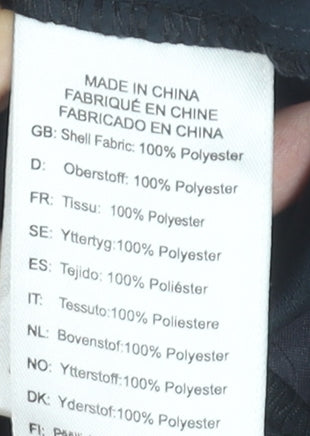 MADE IN CHINA
FABRIQUÉ EN CHINE
FABRICADO EN CHINA
GB: Shell Fabric: 100% Polyester
D: Oberstoff: 100% Polyester
FR: Tissu: 100% Polyester
SE: Yttertyg:100% Polyester
ES: Tejido: 100% Poliéster
IT: Tessuto:100% Poliestere
NL: Bovenstof:100% Polyester
NO: Ytterstoff:100% Polyester
DK: Yderstof:100% Polyester
FI: